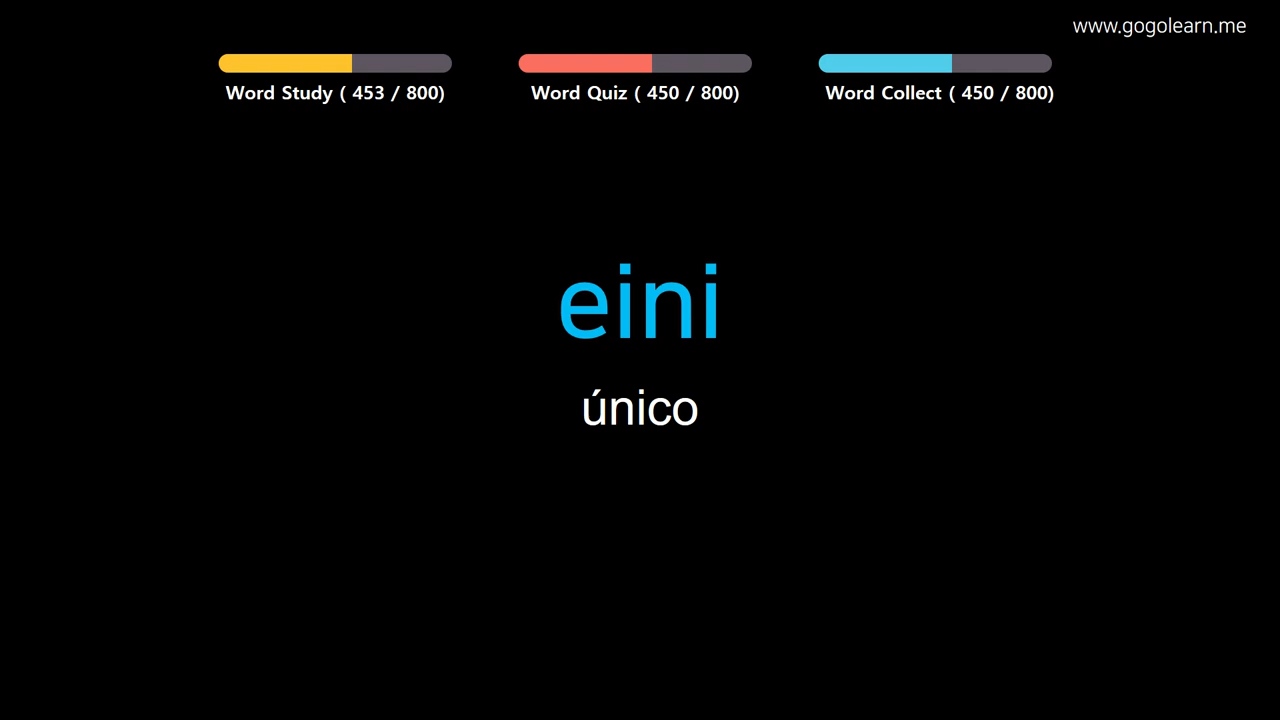 www.gogolearn.me
Word Study ( 453 / 800)
Word Quiz ( 450 / 800)
Word Collect ( 450 / 800)
eini
único